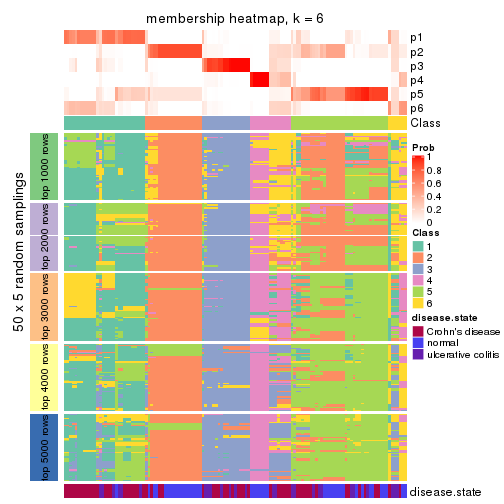 membership heatmap, k = 6
p1
p2
p3
p4
p5
p6
Class
50 x 5 random samplings
top 1000 rows
top 2000 rows
top 3000 rows
top 4000 rows
top 5000 rows
Prob
1
0.8
0.6
0.4
0.2
0
Class
1
2
3
4
5
6
disease.state
Crohn's disease
normal
ulcerative colitis
disease.state